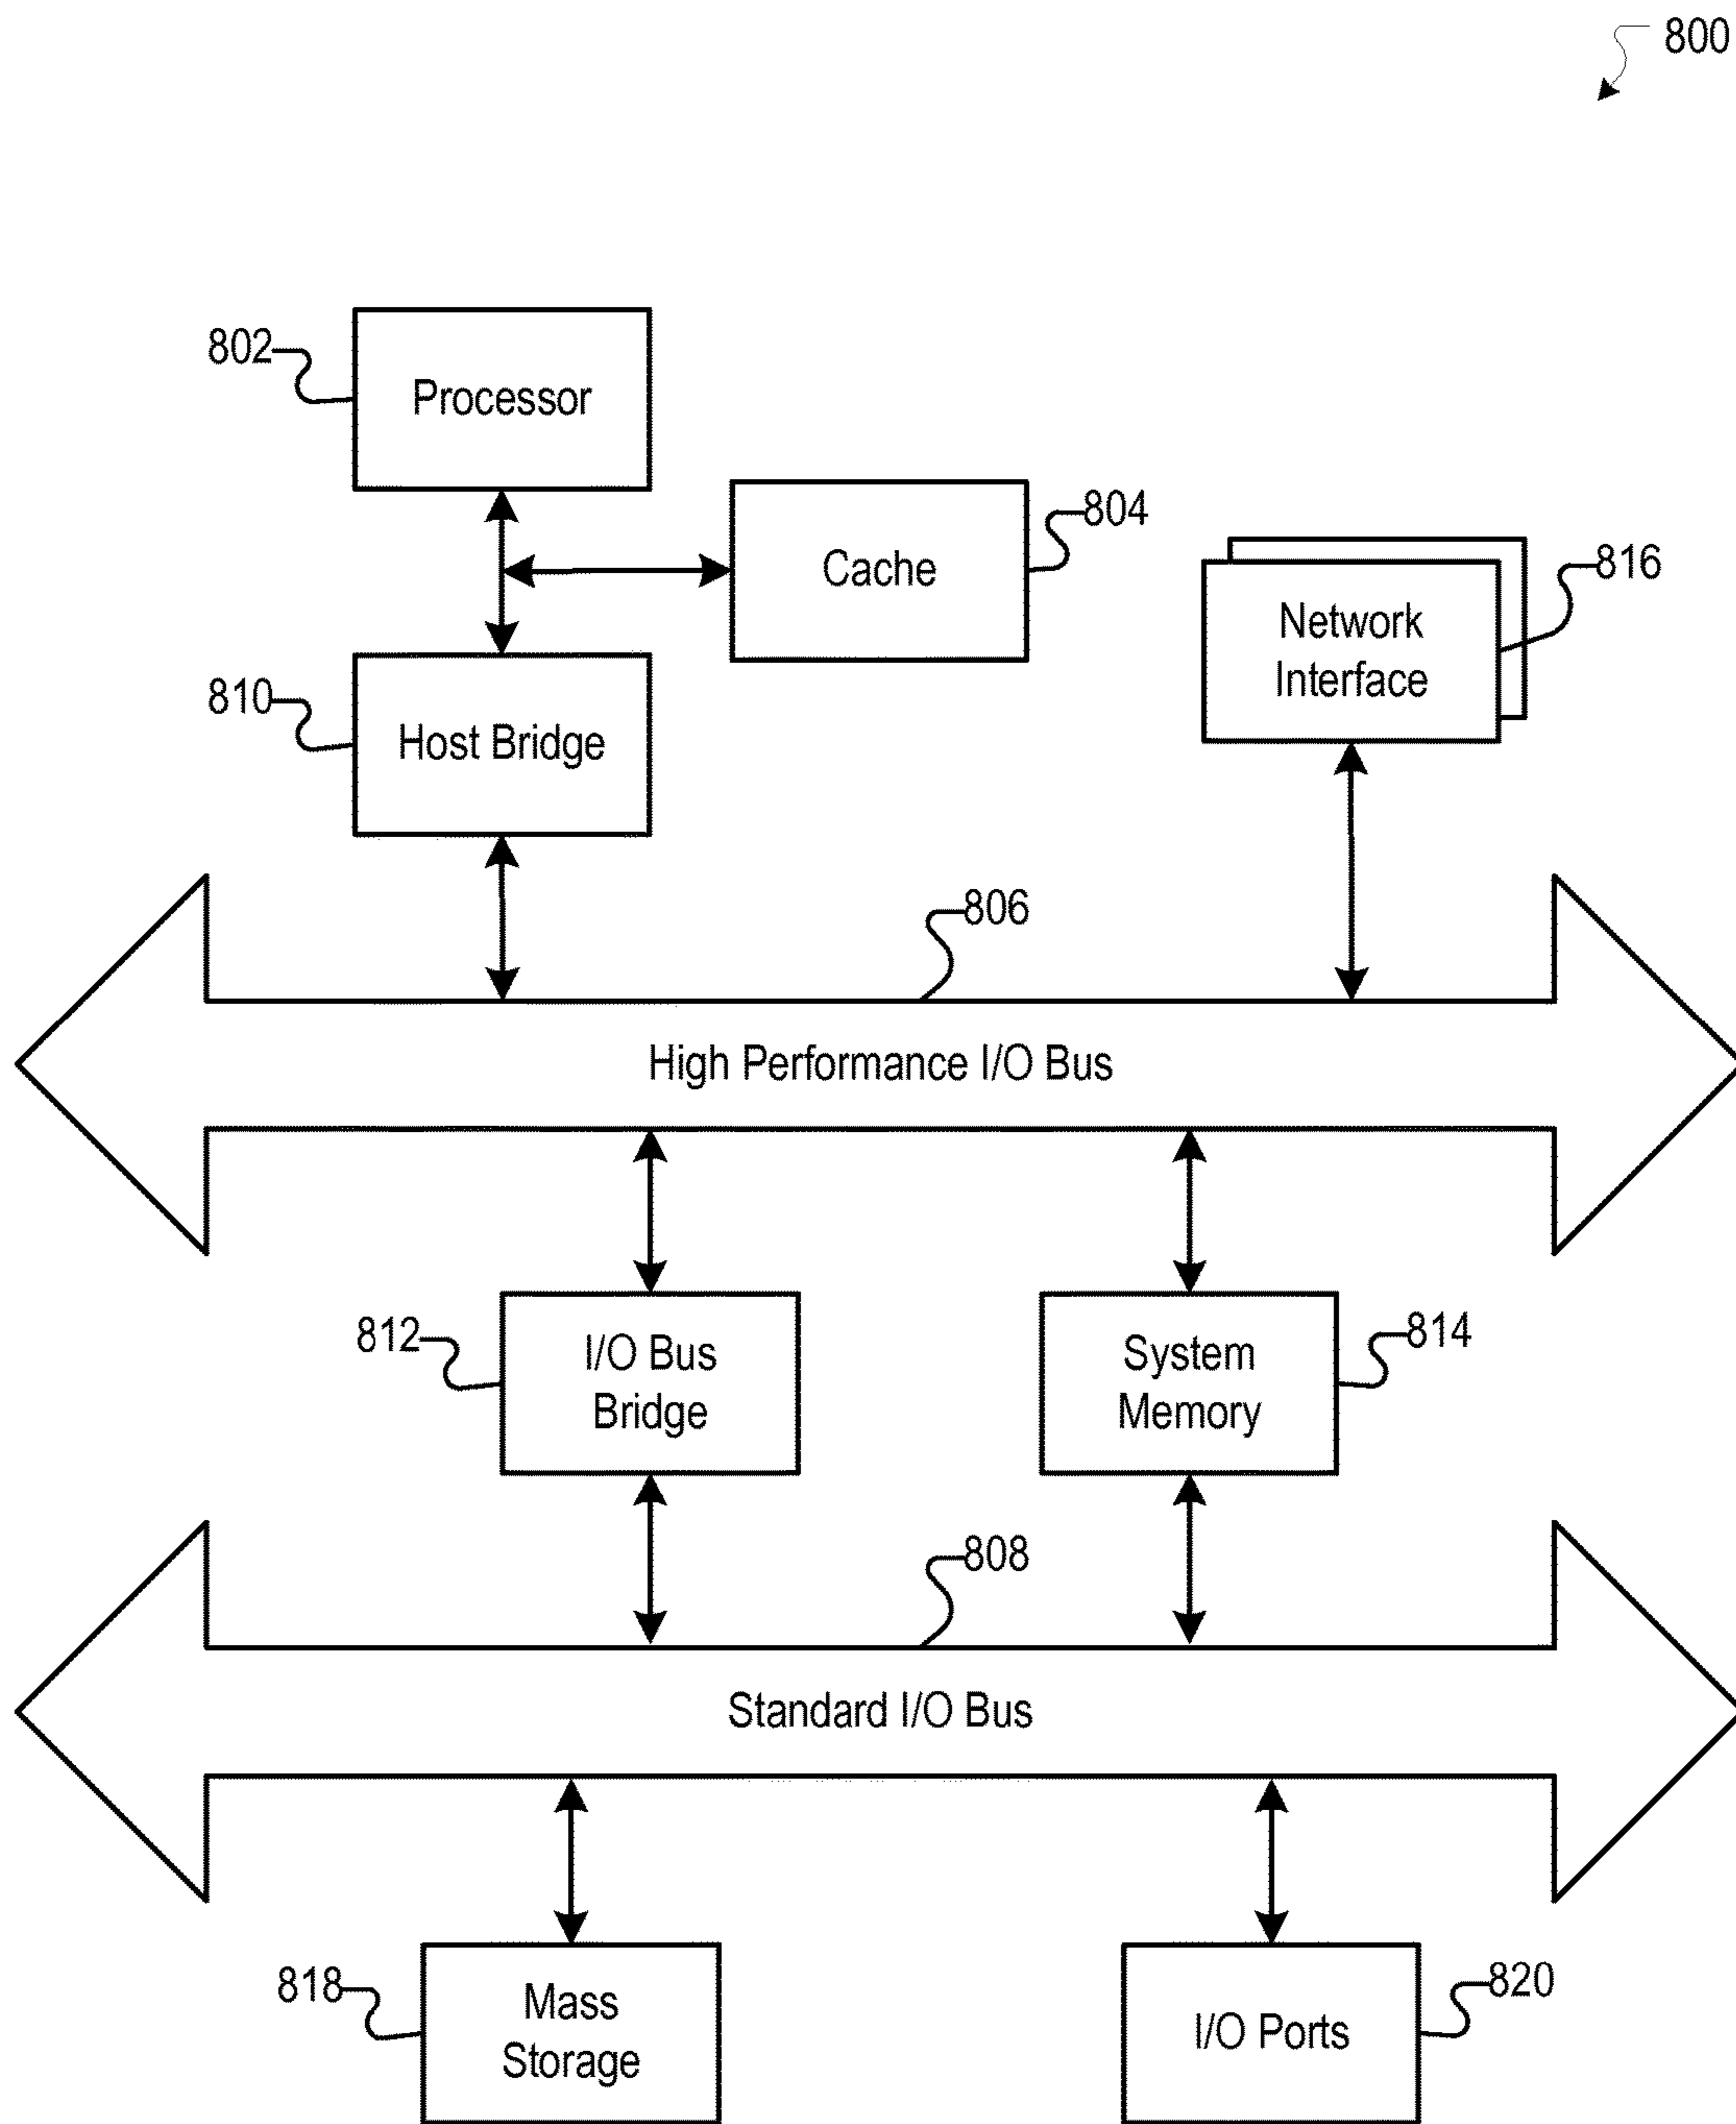 800
802
Processor
804
Cache
816
Network
Interface
810
Host Bridge
806
High Performance I/O Bus
812
I/O Bus
Bridge
814
System
Memory
808
Standard I/O Bus
818
Mass
Storage
820
I/O Ports